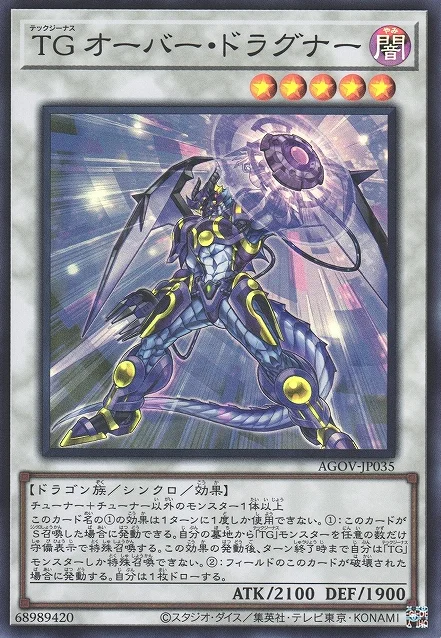 テックジーナス
TG オーバー・ドラグナー
闇
AGOV-JP035
【ドラゴン族／シンクロ／効果】
チューナー＋チューナー以外のモンスター1体以上
このカード名の①の効果は1ターンに1度しか使用できない。①：このカードが
S召喚した場合に発動できる。自分の墓地から「TG」モンスターを任意の数だけ
守備表示で特殊召喚する。この効果の発動後、ターン終了時まで自分は「TG」
モンスターしか特殊召喚できない。②：フィールドのこのカードが破壊された
場合に発動する。自分は1枚ドローする。
ATK/2100 DEF/1900
68989420
©スタジオ・ダイス／集英社・テレビ東京・KONAMI